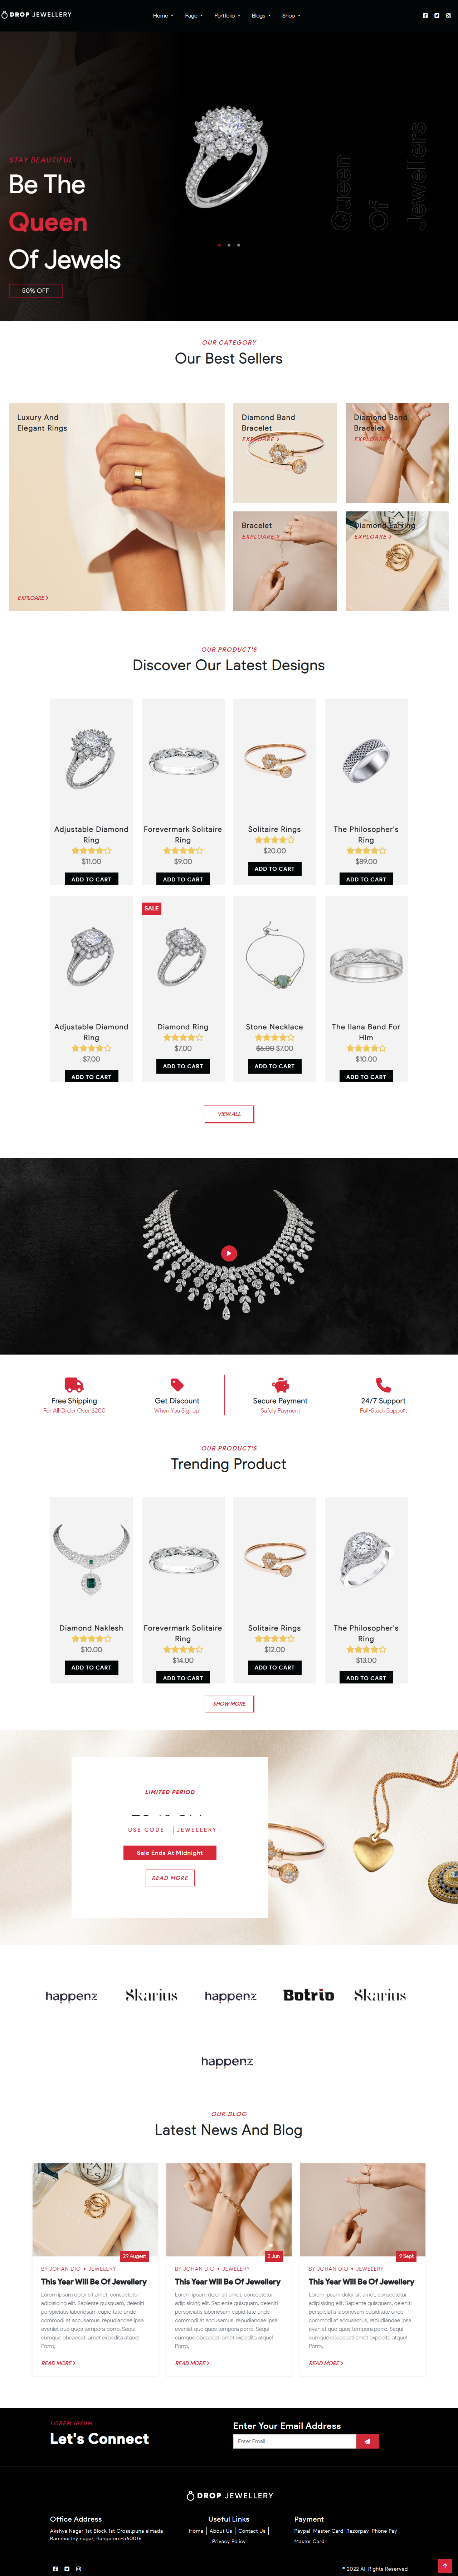 DROP JEWELLERY
Home Page Portfolio Blogs Shop
STAY BEAUTIFUL
Be The
Queen
Of Jewels
50% OFF
Queen
Of
Jewellers
OUR CATEGORY
Our Best Sellers
Luxury And
Elegant Rings
EXPLOARE >
Diamond Band
Bracelet
EXPLOARE >
Diamond Band
Bracelet
EXPLOARE >
Bracelet
EXPLOARE >
Diamond Earring
EXPLOARE >
OUR PRODUCT'S
Discover Our Latest Designs
Adjustable Diamond
Ring
$11.00
ADD TO CART
Forevermark Solitaire
Ring
$9.00
ADD TO CART
Solitaire Rings
$20.00
ADD TO CART
The Philosopher's
Ring
$89.00
ADD TO CART
Adjustable Diamond
Ring
$7.00
ADD TO CART
SALE
Diamond Ring
$7.00
ADD TO CART
Stone Necklace
$6.00 $7.00
ADD TO CART
The Ilana Band For
Him
$10.00
ADD TO CART
VIEW ALL
Free Shipping
For All Order Over $200
Get Discount
When You Signup!
Secure Payment
Safely Payment
24/7 Support
Full-Stack Support
OUR PRODUCT'S
Trending Product
Diamond Naklesh
$10.00
ADD TO CART
Forevermark Solitaire
Ring
$14.00
ADD TO CART
Solitaire Rings
$12.00
ADD TO CART
The Philosopher's
Ring
$13.00
ADD TO CART
SHOW MORE
LIMITED PERIOD
USE CODE JEWELLERY
Sale Ends At Midnight
READ MORE
happenz Skarius happenz Botrio Skarius
happenz
OUR BLOG
Latest News And Blog
29 August
BY JOHAN DIO • JEWELERY
This Year Will Be Of Jewellery
Lorem ipsum dolor sit amet, consectetur
adipisicing elit. Sapiente quisquam, deleniti
perspiciatis laboriosam cupiditate unde
commodi at accusamus, repudiandae ipsa
eveniet quo quis tempora porro. Sequi
cumque obcaecati amet expedita atque!
Porro,
READ MORE >
2 Jun
BY JOHAN DIO • JEWELERY
This Year Will Be Of Jewellery
Lorem ipsum dolor sit amet, consectetur
adipisicing elit. Sapiente quisquam, deleniti
perspiciatis laboriosam cupiditate unde
commodi at accusamus, repudiandae ipsa
eveniet quo quis tempora porro. Sequi
cumque obcaecati amet expedita atque!
Porro,
READ MORE >
9 Sept
BY JOHAN DIO • JEWELERY
This Year Will Be Of Jewellery
Lorem ipsum dolor sit amet, consectetur
adipisicing elit. Sapiente quisquam, deleniti
perspiciatis laboriosam cupiditate unde
commodi at accusamus, repudiandae ipsa
eveniet quo quis tempora porro. Sequi
cumque obcaecati amet expedita atque!
Porro,
READ MORE >
LOREM IPSUM
Let's Connect
Enter Your Email Address
Enter Email
DROP JEWELLERY
Office Address
Akshya Nagar 1st Block 1st Cross,puna simada
Rammurthy nagar, Bangalore-560016
Useful Links
Home | About Us | Contact Us |
Privacy Policy
Payment
Paypal Master Card Razorpay Phone Pay
Master Card
© 2022 All Rights Reserved